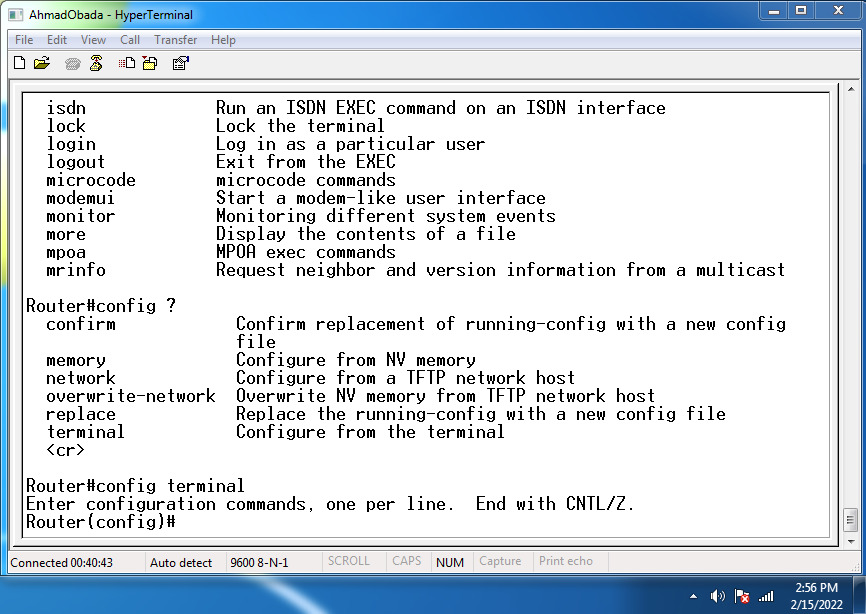 AhmadObada - HyperTerminal
File Edit View Call Transfer Help
isdn Run an ISDN EXEC command on an ISDN interface
lock Lock the terminal
login Log in as a particular user
logout Exit from the EXEC
microcode microcode commands
modemui Start a modem-like user interface
monitor Monitoring different system events
more Display the contents of a file
mpoa MPOA exec commands
mrinfo Request neighbor and version information from a multicast
Router#config ?
confirm Confirm replacement of running-config with a new config
file
memory Configure from NV memory
network Configure from a TFTP network host
overwrite-network Overwrite NV memory from TFTP network host
replace Replace the running-config with a new config file
terminal Configure from the terminal
<cr>
Router#config terminal
Enter configuration commands, one per line. End with CNTL/Z.
Router(config)#
Connected 00:40:43 Auto detect 9600 8-N-1 SCROLL CAPS NUM Capture Print echo
2:56 PM
2/15/2022